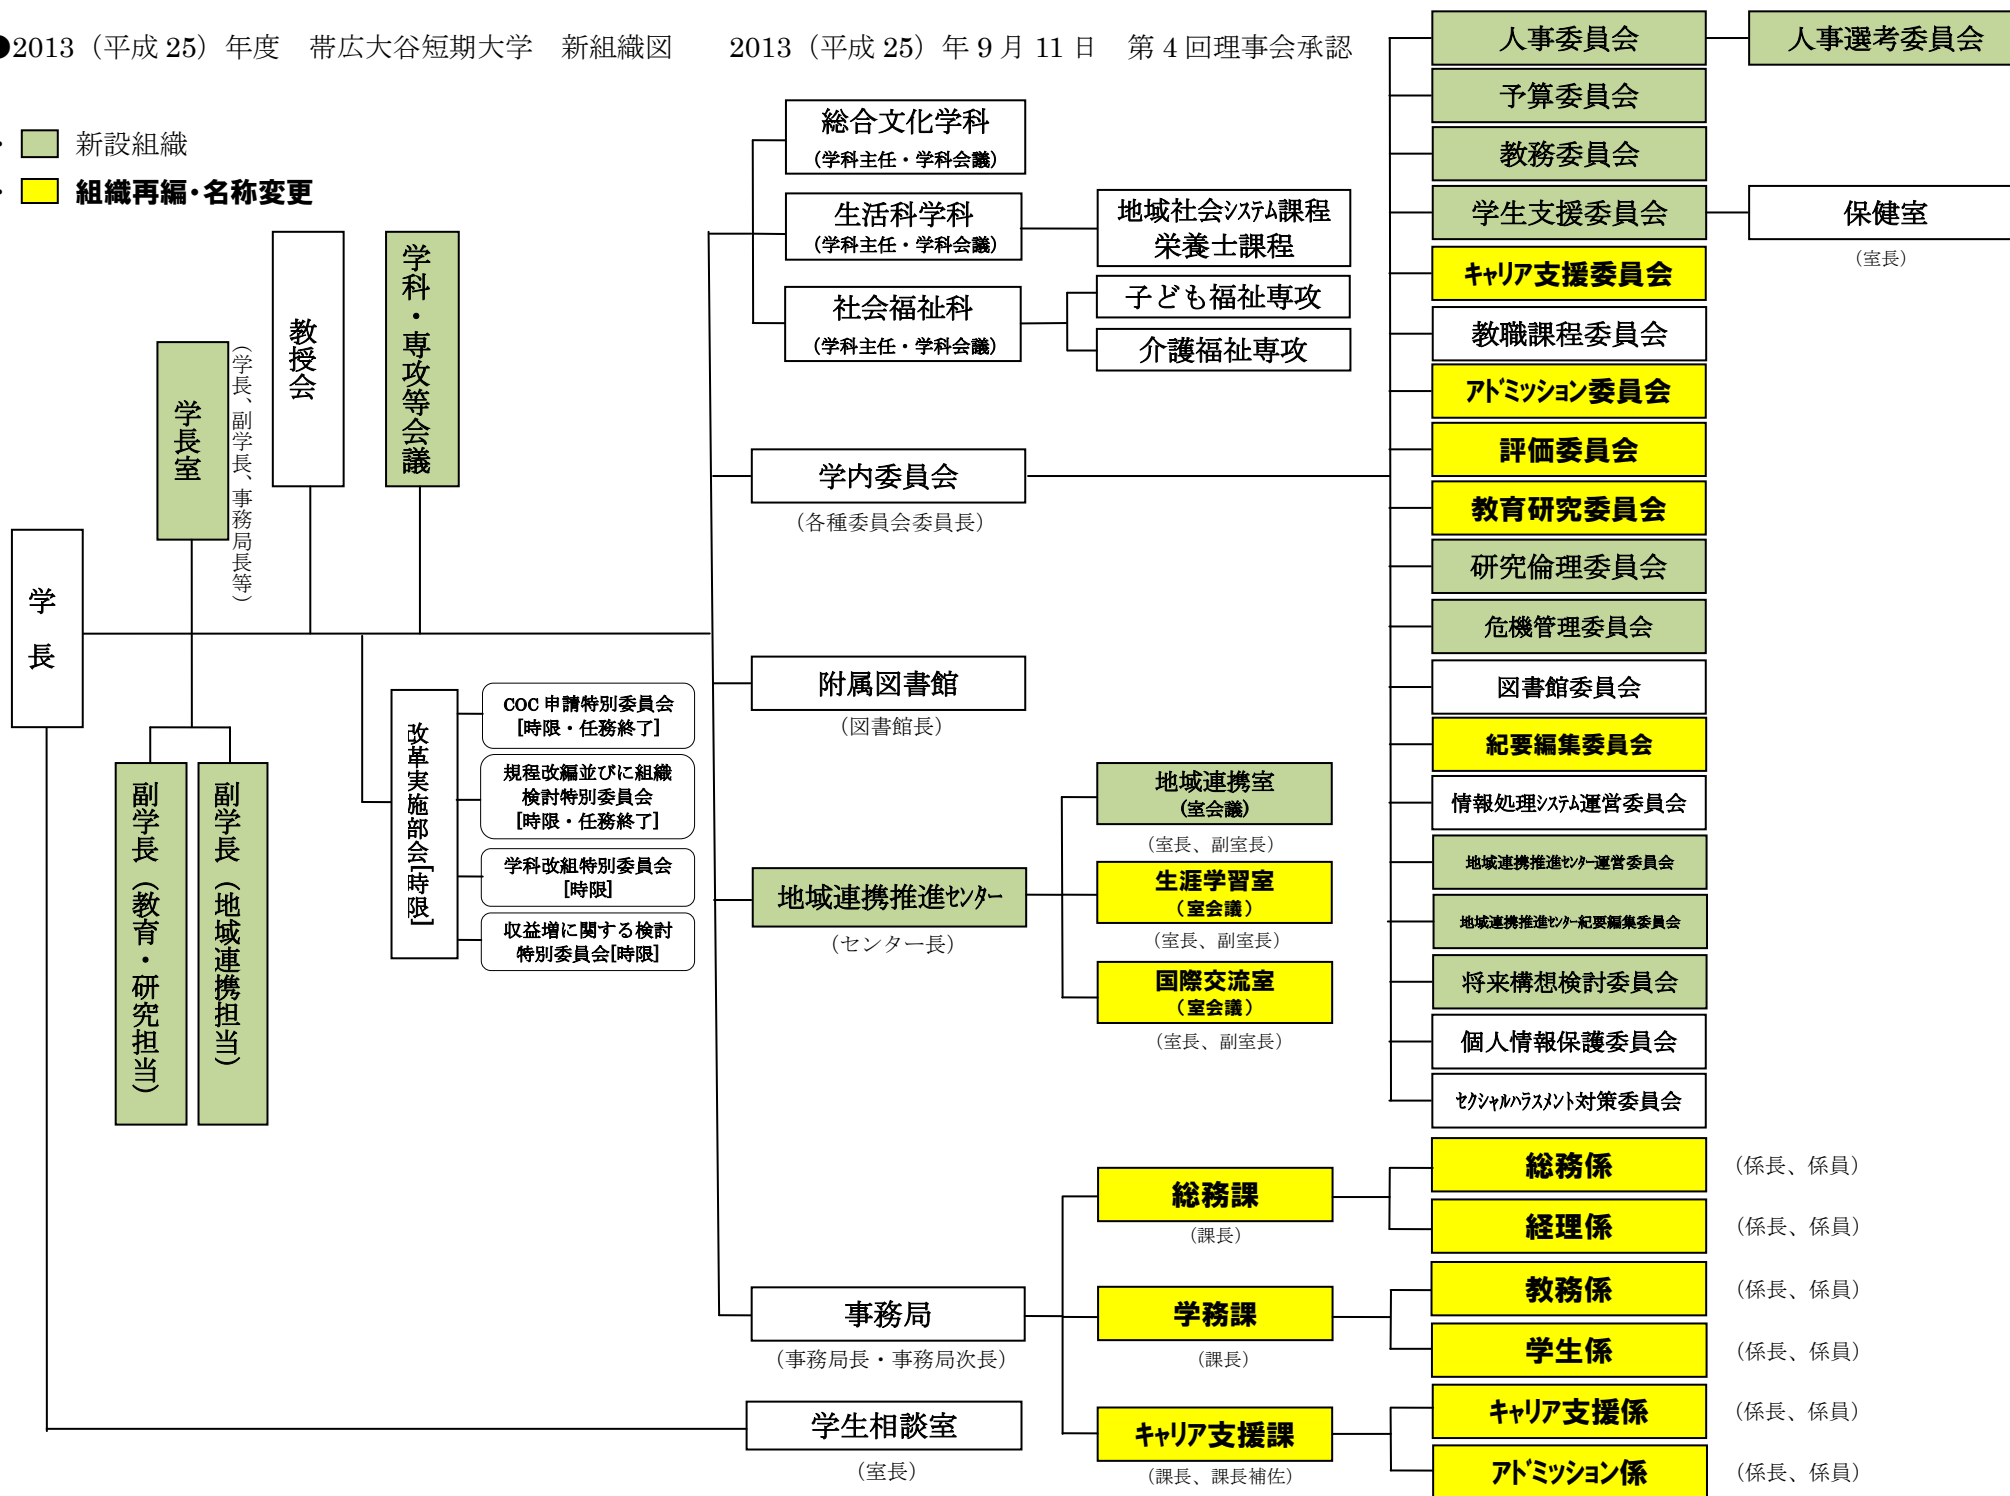 ●2013（平成 25）年度　帯広大谷短期大学　新組織図　　2013（平成 25）年 9 月 11 日　第 4 回理事会承認
・ 新設組織
・ 組織再編・名称変更
学長
学長室
（学長、副学長、事務局長等）
教授会
学科・専攻等会議
副学長（教育・研究担当）
副学長（地域連携担当）
改革実施部会[時限]
COC 申請特別委員会
[時限・任務終了]
規程改編並びに組織
検討特別委員会
[時限・任務終了]
学科改組特別委員会
[時限]
収益増に関する検討
特別委員会[時限]
総合文化学科
（学科主任・学科会議）
生活科学科
（学科主任・学科会議）
地域社会ｼｽﾃﾑ課程
栄養士課程
社会福祉科
（学科主任・学科会議）
子ども福祉専攻
介護福祉専攻
学内委員会
（各種委員会委員長）
附属図書館
（図書館長）
地域連携推進ｾﾝﾀｰ
（センター長）
地域連携室
（室会議）
（室長、副室長）
生涯学習室
（室会議）
（室長、副室長）
国際交流室
（室会議）
（室長、副室長）
事務局
（事務局長・事務局次長）
学生相談室
（室長）
総務課
（課長）
学務課
（課長）
ｷｬﾘｱ支援課
（課長、課長補佐）
人事委員会
人事選考委員会
予算委員会
教務委員会
学生支援委員会
保健室
（室長）
ｷｬﾘｱ支援委員会
教職課程委員会
ｱﾄﾞﾐｯｼｮﾝ委員会
評価委員会
教育研究委員会
研究倫理委員会
危機管理委員会
図書館委員会
紀要編集委員会
情報処理ｼｽﾃﾑ運営委員会
地域連携推進ｾﾝﾀｰ運営委員会
地域連携推進ｾﾝﾀｰ紀要編集委員会
将来構想検討委員会
個人情報保護委員会
ｾｸｼｬﾙﾊﾗｽﾒﾝﾄ対策委員会
総務係 （係長、係員）
経理係 （係長、係員）
教務係 （係長、係員）
学生係 （係長、係員）
ｷｬﾘｱ支援係 （係長、係員）
ｱﾄﾞﾐｯｼｮﾝ係 （係長、係員）